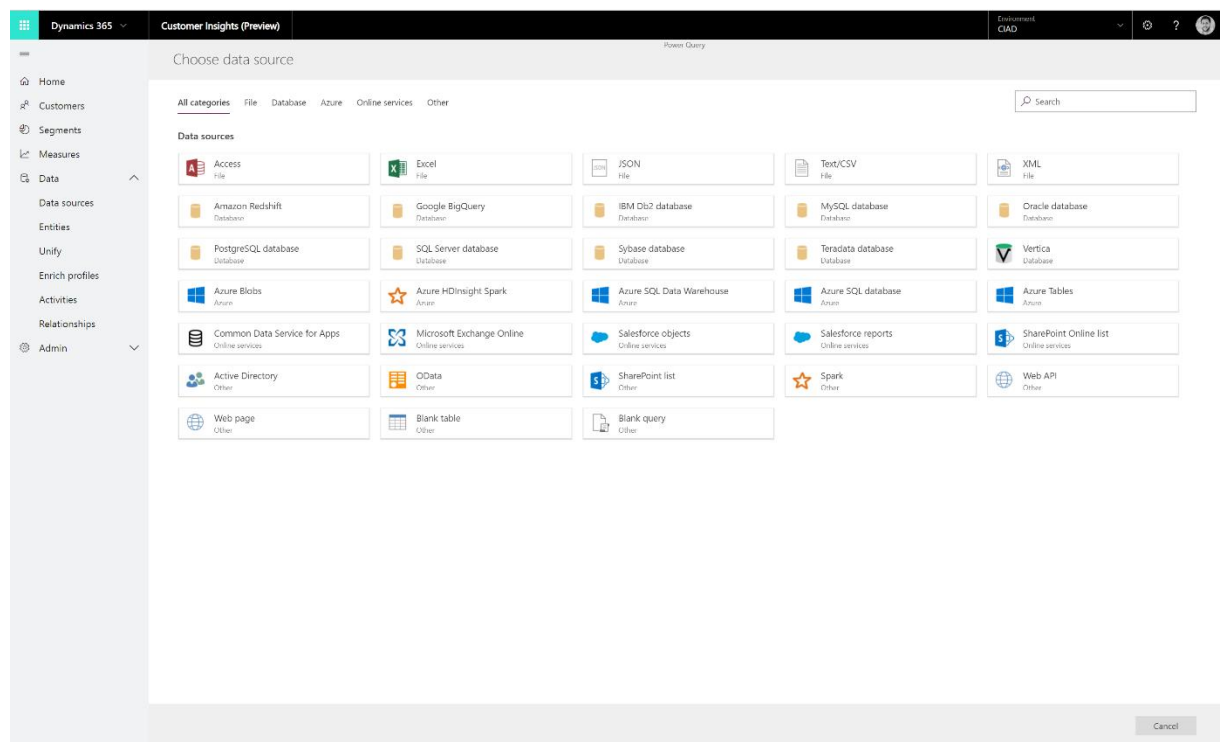 Dynamics 365
Customer Insights (Preview)
Environment
CIAD
?
Power Query
Choose data source
Home
Customers
Segments
Measures
Data
Data sources
Entities
Unify
Enrich profiles
Activities
Relationships
Admin
All categories File Database Azure Online services Other
Search
Data sources
Access
File
Excel
File
JSON
File
Text/CSV
File
XML
File
Amazon Redshift
Database
Google BigQuery
Database
IBM Db2 database
Database
MySQL database
Database
Oracle database
Database
PostgreSQL database
Database
SQL Server database
Database
Sybase database
Database
Teradata database
Database
Vertica
Database
Azure Blobs
Azure
Azure HDInsight Spark
Azure
Azure SQL Data Warehouse
Azure
Azure SQL database
Azure
Azure Tables
Azure
Common Data Service for Apps
Online services
Microsoft Exchange Online
Online services
Salesforce objects
Online services
Salesforce reports
Online services
SharePoint Online list
Online services
Active Directory
Other
OData
Other
SharePoint list
Other
Spark
Other
Web API
Other
Web page
Other
Blank table
Other
Blank query
Other
Cancel